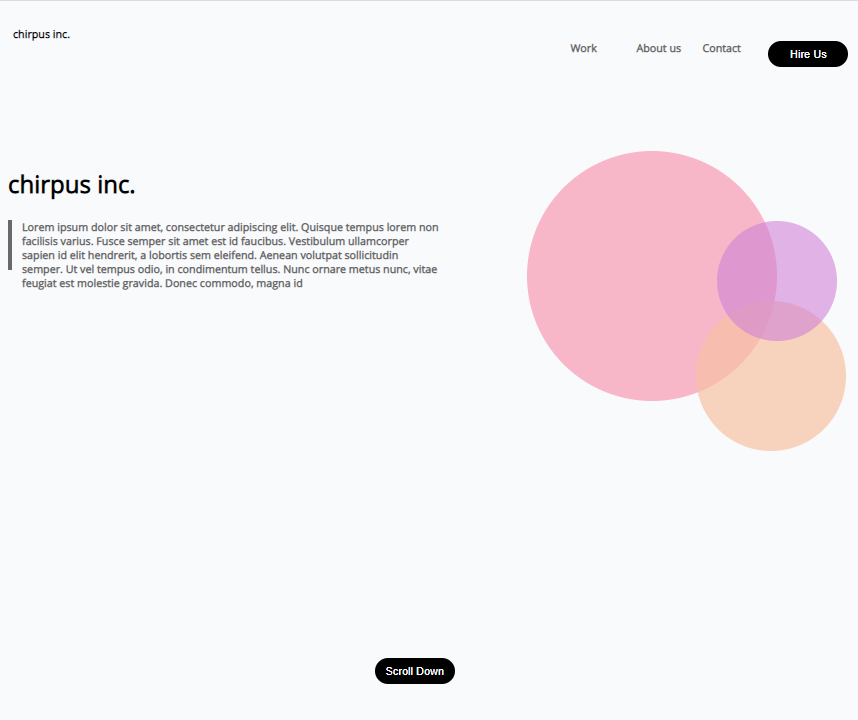 chirpus inc.
Work
About us
Contact
Hire Us
chirpus inc.
Lorem ipsum dolor sit amet, consectetur adipiscing elit. Quisque tempus lorem non
facilisis varius. Fusce semper sit amet est id faucibus. Vestibulum ullamcorper
sapien id elit hendrerit, a lobortis sem eleifend. Aenean volutpat sollicitudin
semper. Ut vel tempus odio, in condimentum tellus. Nunc ornare metus nunc, vitae
feugiat est molestie gravida. Donec commodo, magna id
Scroll Down